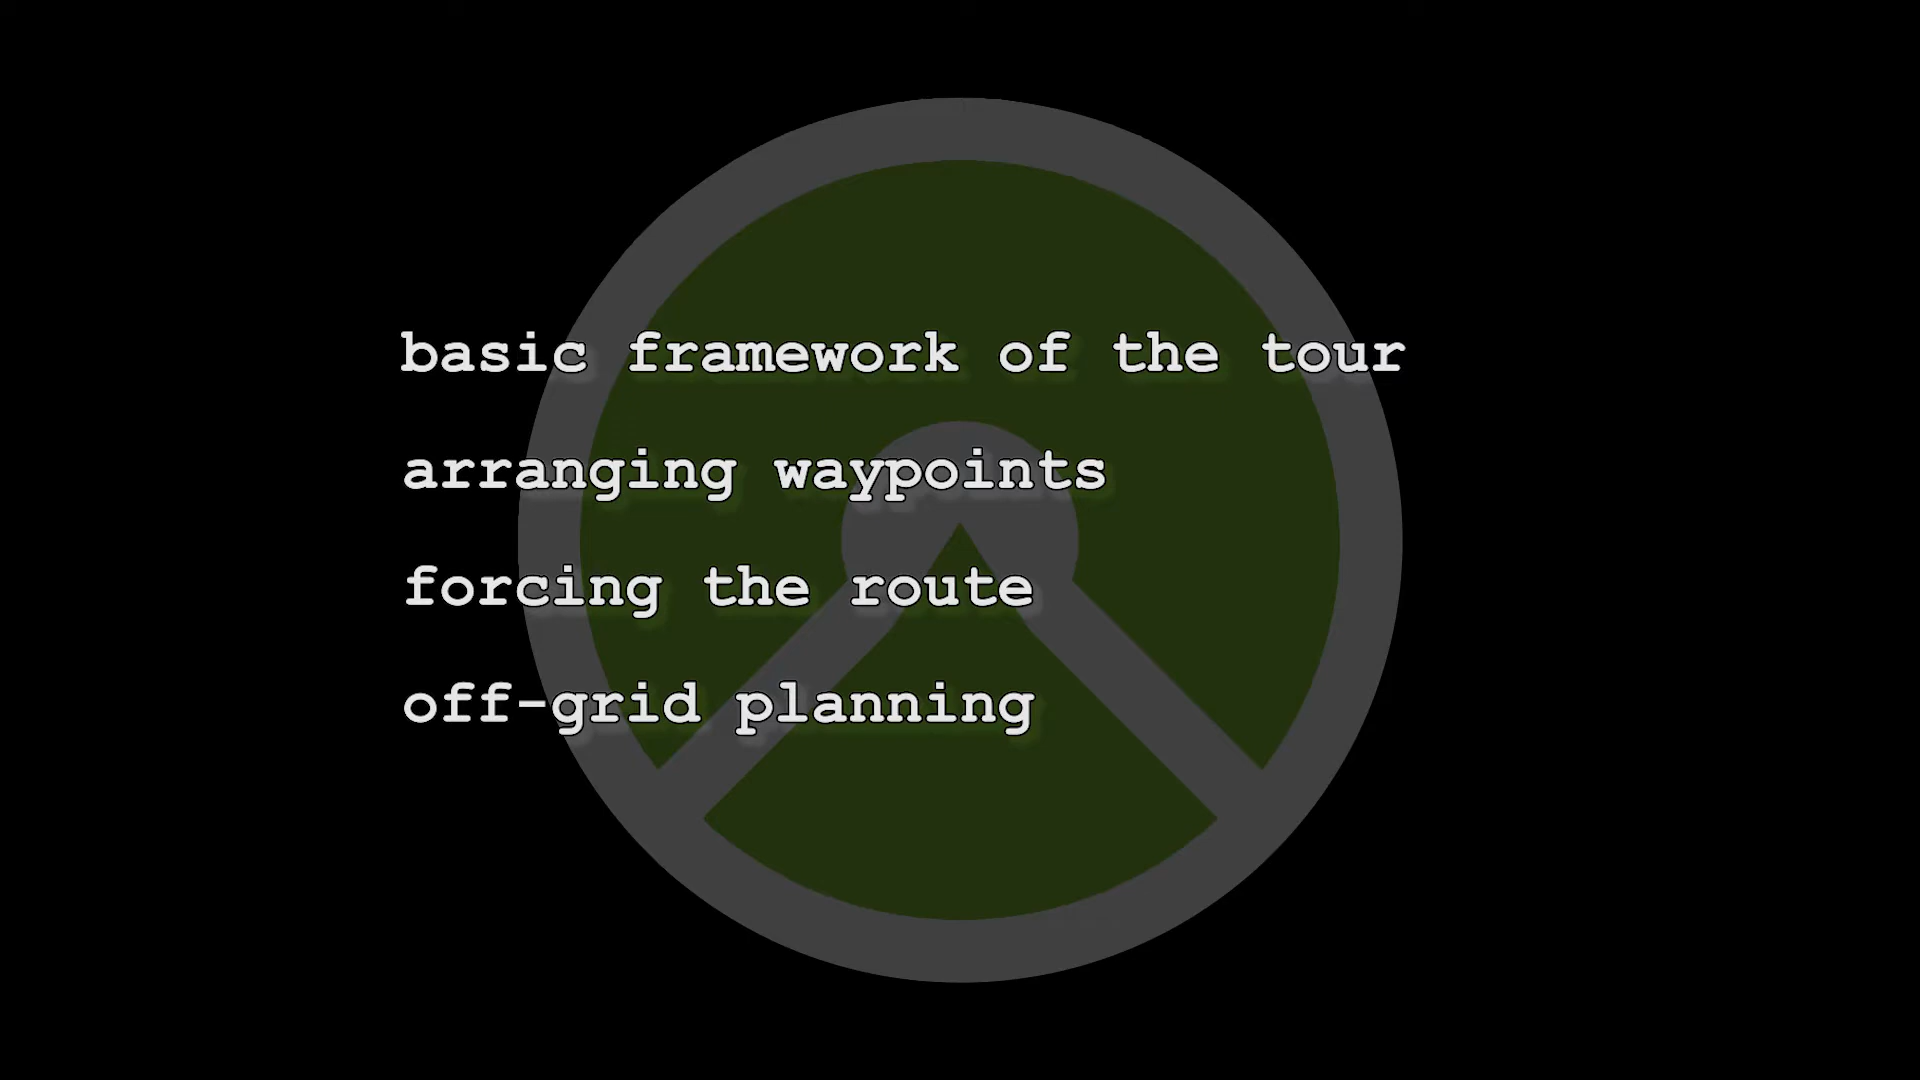 basic framework of the tour
arranging waypoints
forcing the route
off-grid planning